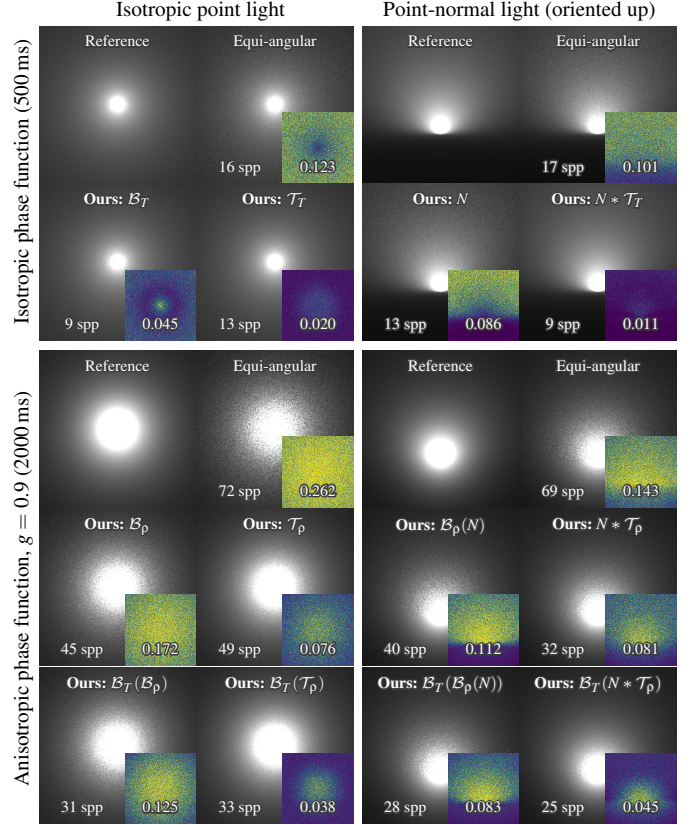 Isotropic point light
Point-normal light (oriented up)
Isotropic phase function (500 ms)
Reference
Equi-angular
16 spp
0.123
Reference
Equi-angular
17 spp
0.101
Ours: 𝓑_T
9 spp
0.045
Ours: 𝓣_T
13 spp
0.020
Ours: N
13 spp
0.086
Ours: N ∗ 𝓣_T
9 spp
0.011
Anisotropic phase function, g = 0.9 (2000 ms)
Reference
Equi-angular
72 spp
0.262
Reference
Equi-angular
69 spp
0.143
Ours: 𝓑_ρ
45 spp
0.172
Ours: 𝓣_ρ
49 spp
0.076
Ours: 𝓑_ρ(N)
40 spp
0.112
Ours: N ∗ 𝓣_ρ
32 spp
0.081
Ours: 𝓑_T(𝓑_ρ)
31 spp
0.125
Ours: 𝓑_T(𝓣_ρ)
33 spp
0.038
Ours: 𝓑_T(𝓑_ρ(N))
28 spp
0.083
Ours: 𝓑_T(N ∗ 𝓣_ρ)
25 spp
0.045